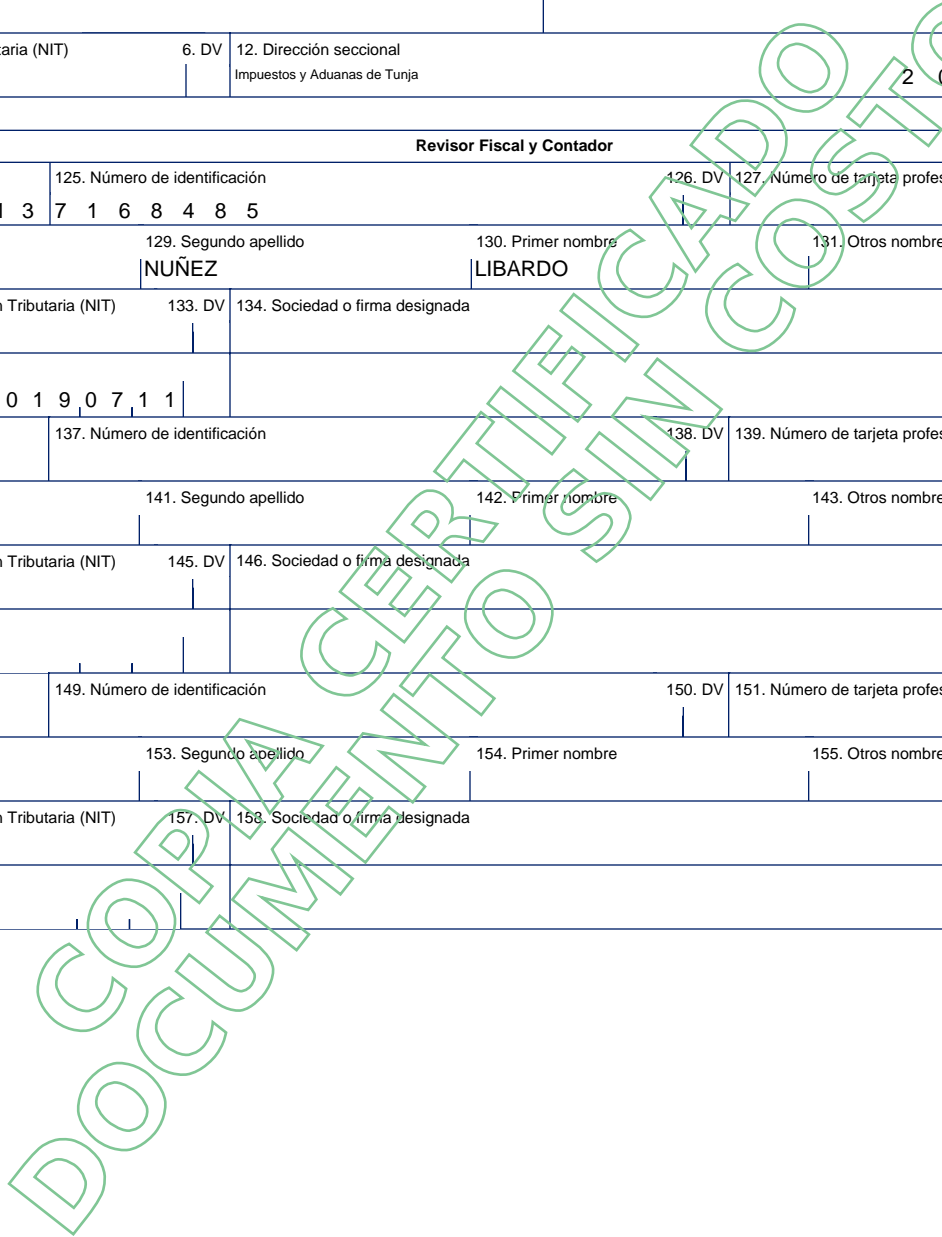 aria (NIT) 6. DV 12. Dirección seccional
Impuestos y Aduanas de Tunja 2 0
Revisor Fiscal y Contador
125. Número de identificación 126. DV 127. Número de tarjeta profes
1 3 7 1 6 8 4 8 5
129. Segundo apellido 130. Primer nombre 131. Otros nombre
NUÑEZ LIBARDO
n Tributaria (NIT) 133. DV 134. Sociedad o firma designada
0 1 9 0 7 1 1
137. Número de identificación 138. DV 139. Número de tarjeta profes
141. Segundo apellido 142. Primer nombre 143. Otros nombre
n Tributaria (NIT) 145. DV 146. Sociedad o firma designada
149. Número de identificación 150. DV 151. Número de tarjeta profes
153. Segundo apellido 154. Primer nombre 155. Otros nombre
n Tributaria (NIT) 157. DV 158. Sociedad o firma designada
COPIA CERTIFICADO
DOCUMENTO SIN COSTO